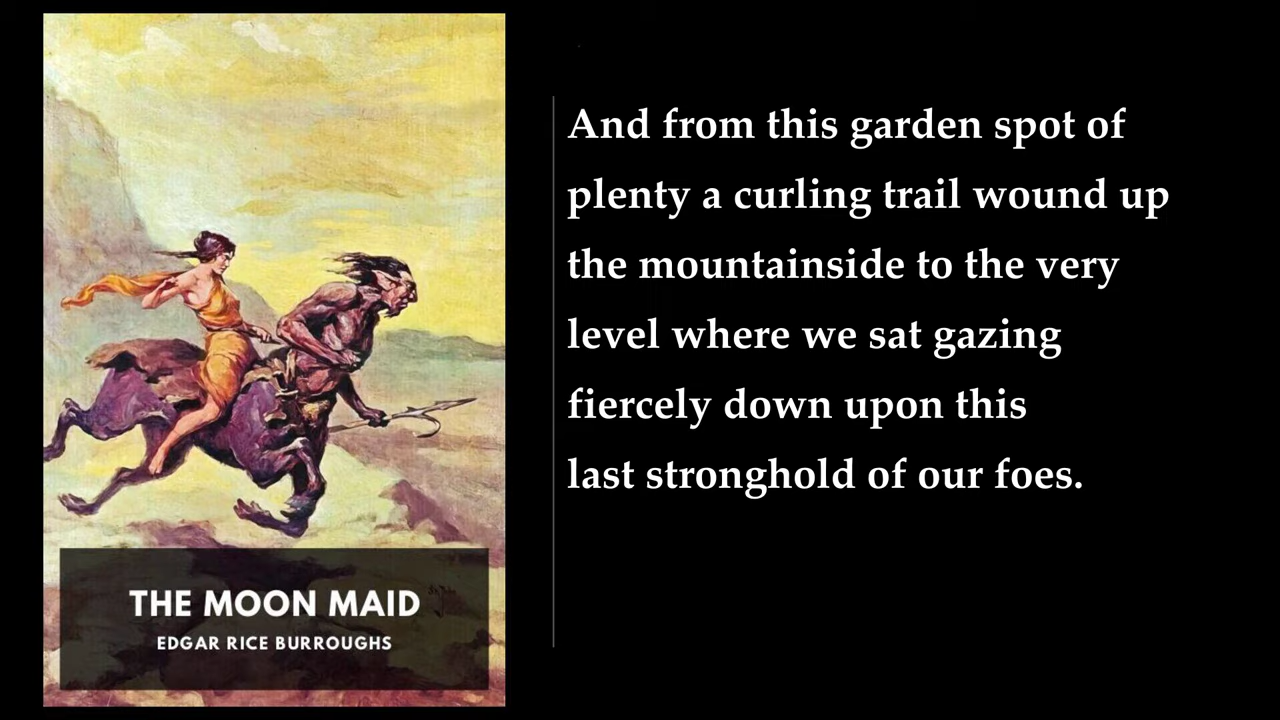 And from this garden spot of
plenty a curling trail wound up
the mountainside to the very
level where we sat gazing
fiercely down upon this
last stronghold of our foes.
THE MOON MAID
EDGAR RICE BURROUGHS